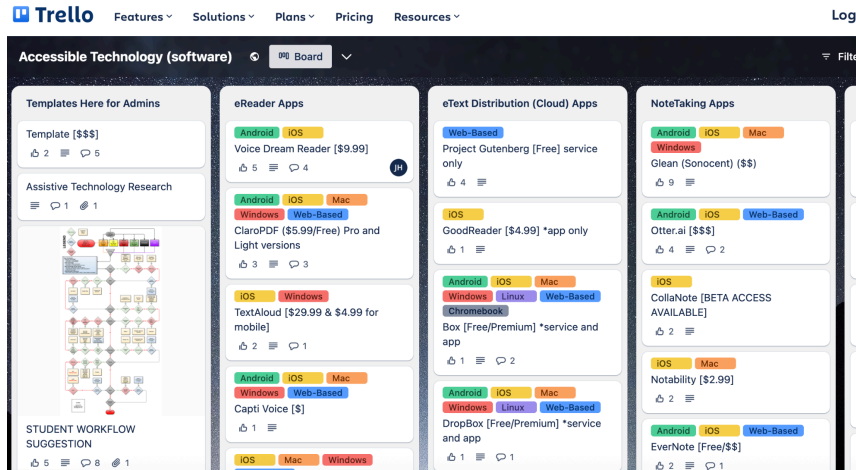 Trello
Features
Solutions
Plans
Pricing
Resources
Log
Accessible Technology (software)
Board
Filte
Templates Here for Admins
Template [$$$]
2
5
Assistive Technology Research
1
1
STUDENT WORKFLOW
SUGGESTION
5
8
1
eReader Apps
Android
iOS
Voice Dream Reader [$9.99]
5
4
JH
Android
iOS
Mac
Windows
Web-Based
ClaroPDF ($5.99/Free) Pro and
Light versions
3
3
iOS
Windows
TextAloud [$29.99 & $4.99 for
mobile]
2
1
Android
iOS
Mac
Windows
Web-Based
Capti Voice [$]
1
iOS
Mac
Windows
eText Distribution (Cloud) Apps
Web-Based
Project Gutenberg [Free] service
only
4
iOS
GoodReader [$4.99] *app only
1
Android
iOS
Mac
Windows
Linux
Web-Based
Chromebook
Box [Free/Premium] *service and
app
1
2
Android
iOS
Mac
Windows
Linux
Web-Based
DropBox [Free/Premium] *service
and app
1
1
NoteTaking Apps
Android
iOS
Mac
Windows
Glean (Sonocent) ($$)
9
Android
iOS
Web-Based
Otter.ai [$$$]
4
2
iOS
CollaNote [BETA ACCESS
AVAILABLE]
2
iOS
Mac
Notability [$2.99]
2
Android
iOS
Web-Based
EverNote [Free/$$]
2
1